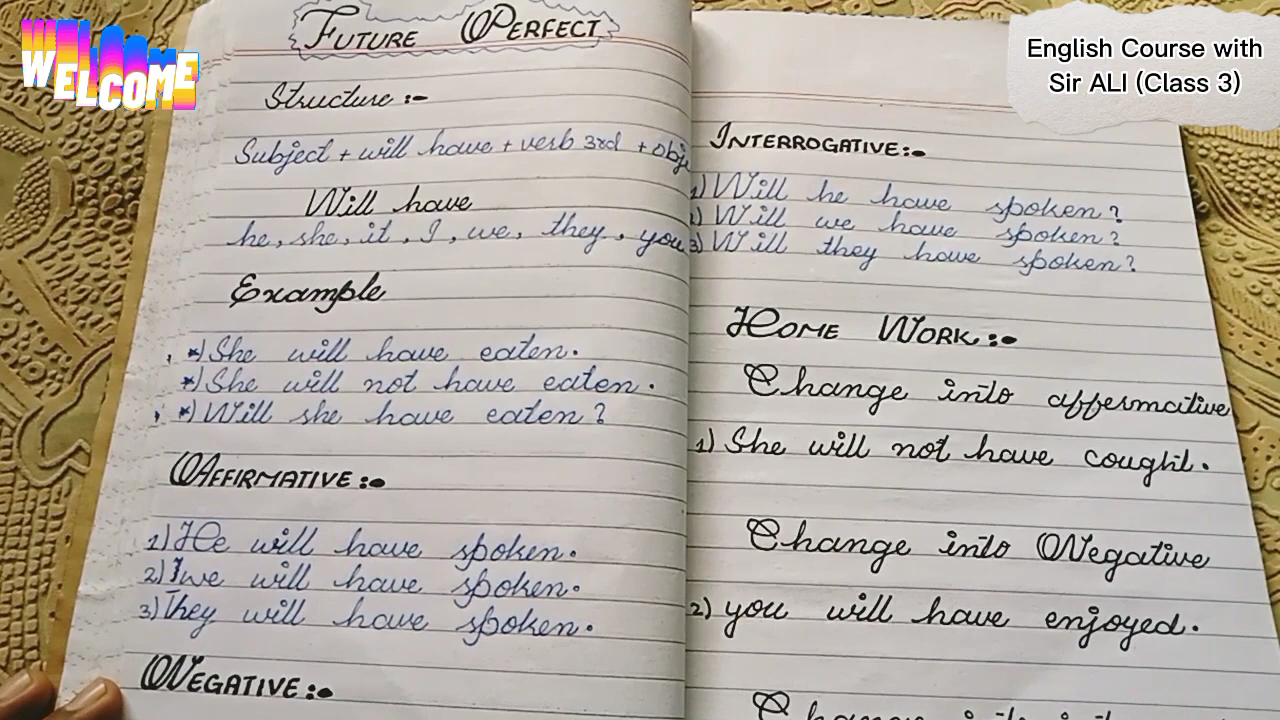 WELCOME
English Course with
Sir ALI (Class 3)
FUTURE PERFECT
Structure :-
Subject + will have + verb 3rd + obje
Will have
he, she, it, I, we, they, you
Example
*) She will have eaten.
*) She will not have eaten.
*) Will she have eaten?
AFFIRMATIVE :-
1) He will have spoken.
2) we will have spoken.
3) They will have spoken.
NEGATIVE :-
INTERROGATIVE :-
1) Will he have spoken?
2) Will we have spoken?
3) Will they have spoken?
HOME WORK :-
Change into affermative
1) She will not have cought.
Change into Negative
2) you will have enjoyed.